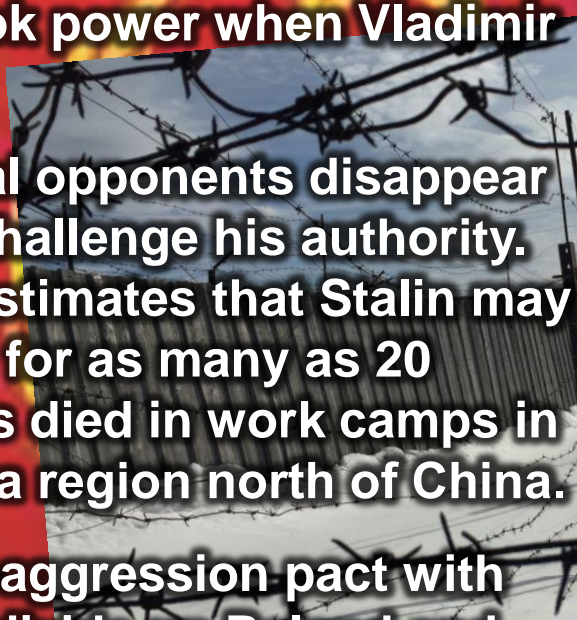 ok power when Vladimir
al opponents disappear
hallenge his authority.
stimates that Stalin may
for as many as 20
s died in work camps in
a region north of China.
aggression pact with